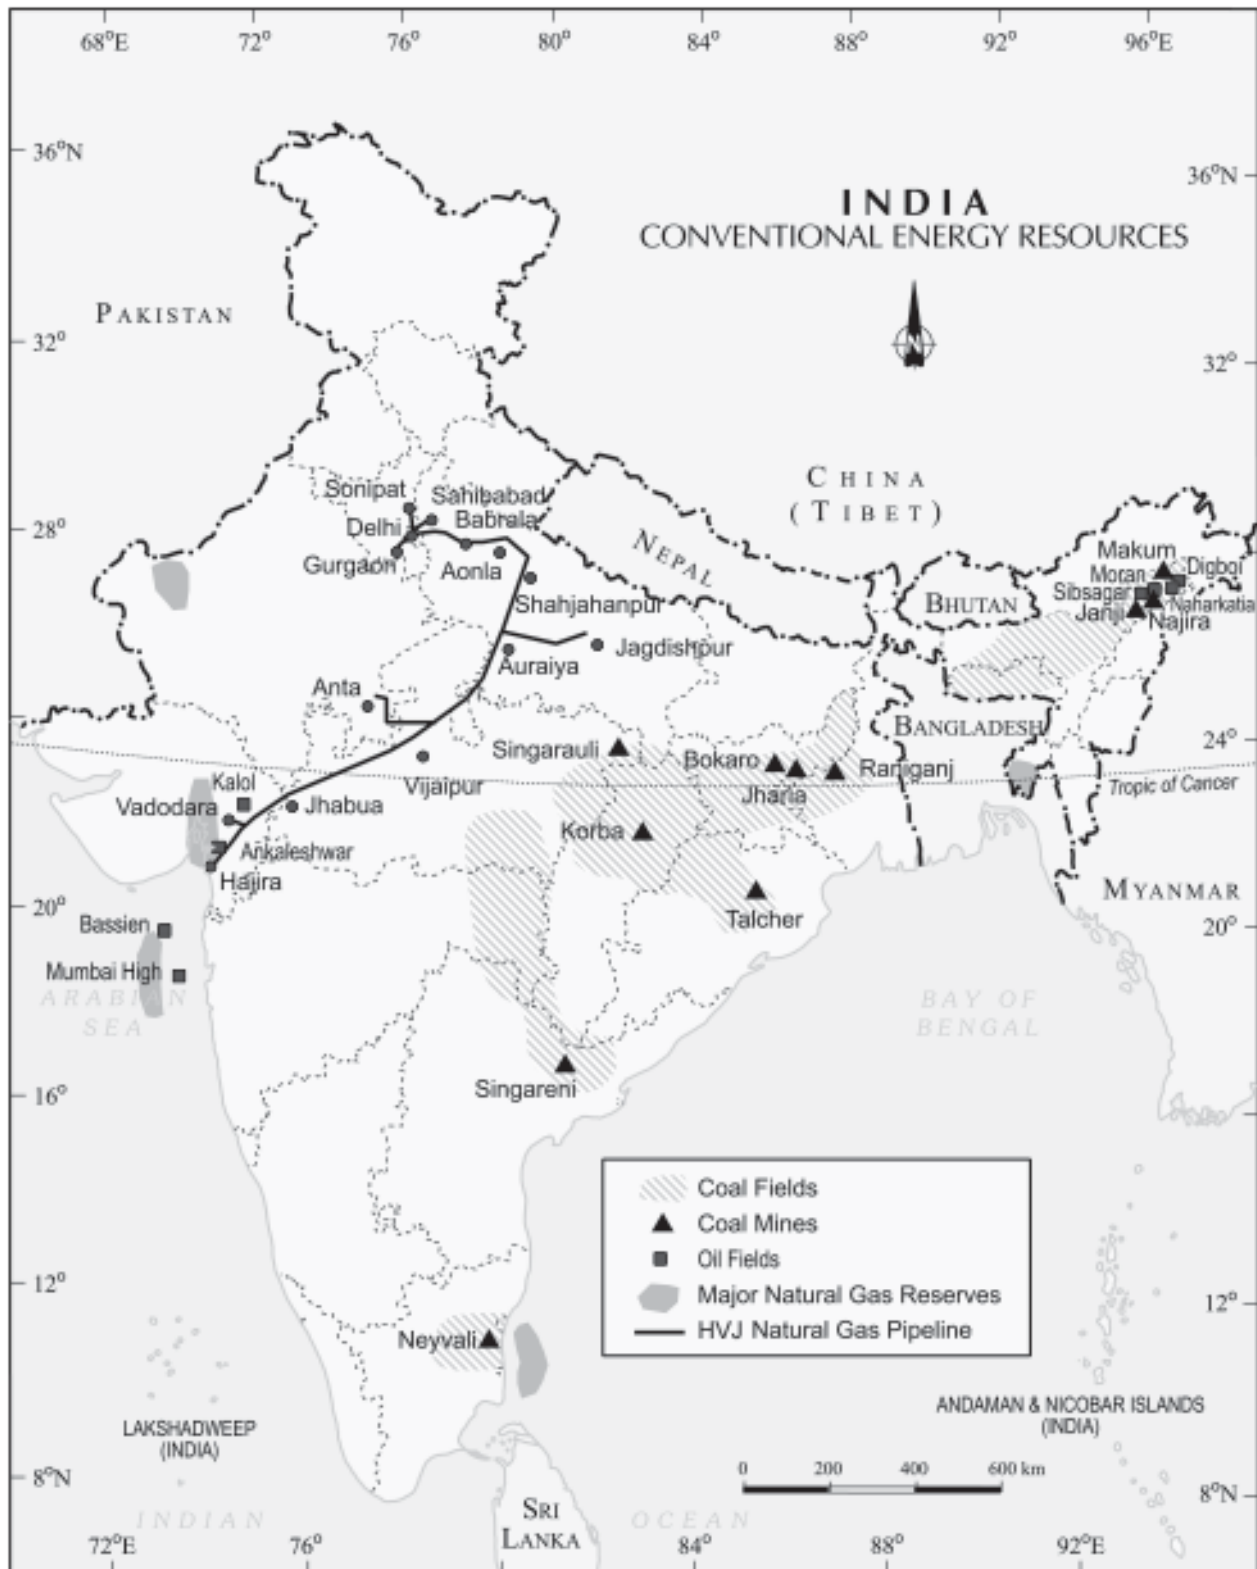 68°E 72° 76° 80° 84° 88° 92° 96°E
36°N
36°N
INDIA
CONVENTIONAL ENERGY RESOURCES
PAKISTAN
N
32°
32°
CHINA
(TIBET)
Sonipat
Sahibabad
Delhi
Babrala
28°
28°
NEPAL
Gurgaon
Aonla
Makum
Moran
Digboi
Sibsagar
Naharkatia
Janji
Najira
BHUTAN
Shahjahanpur
Jagdishpur
Auraiya
Anta
BANGLADESH
24°
Singarauli
Bokaro
Raniganj
Jharia
Kalol
Vijaipur
Tropic of Cancer
Vadodara
Jhabua
Korba
Ankaleshwar
Hajira
MYANMAR
20°
20°
Talcher
Bassien
Mumbai High
ARABIAN
SEA
BAY OF
BENGAL
16°
Singareni
Coal Fields
Coal Mines
Oil Fields
Major Natural Gas Reserves
HVJ Natural Gas Pipeline
12°
12°
Neyvali
LAKSHADWEEP
(INDIA)
ANDAMAN & NICOBAR ISLANDS
(INDIA)
0 200 400 600 km
8°N
8°N
SRI
LANKA
INDIAN OCEAN
72°E 76° 84° 88° 92°E